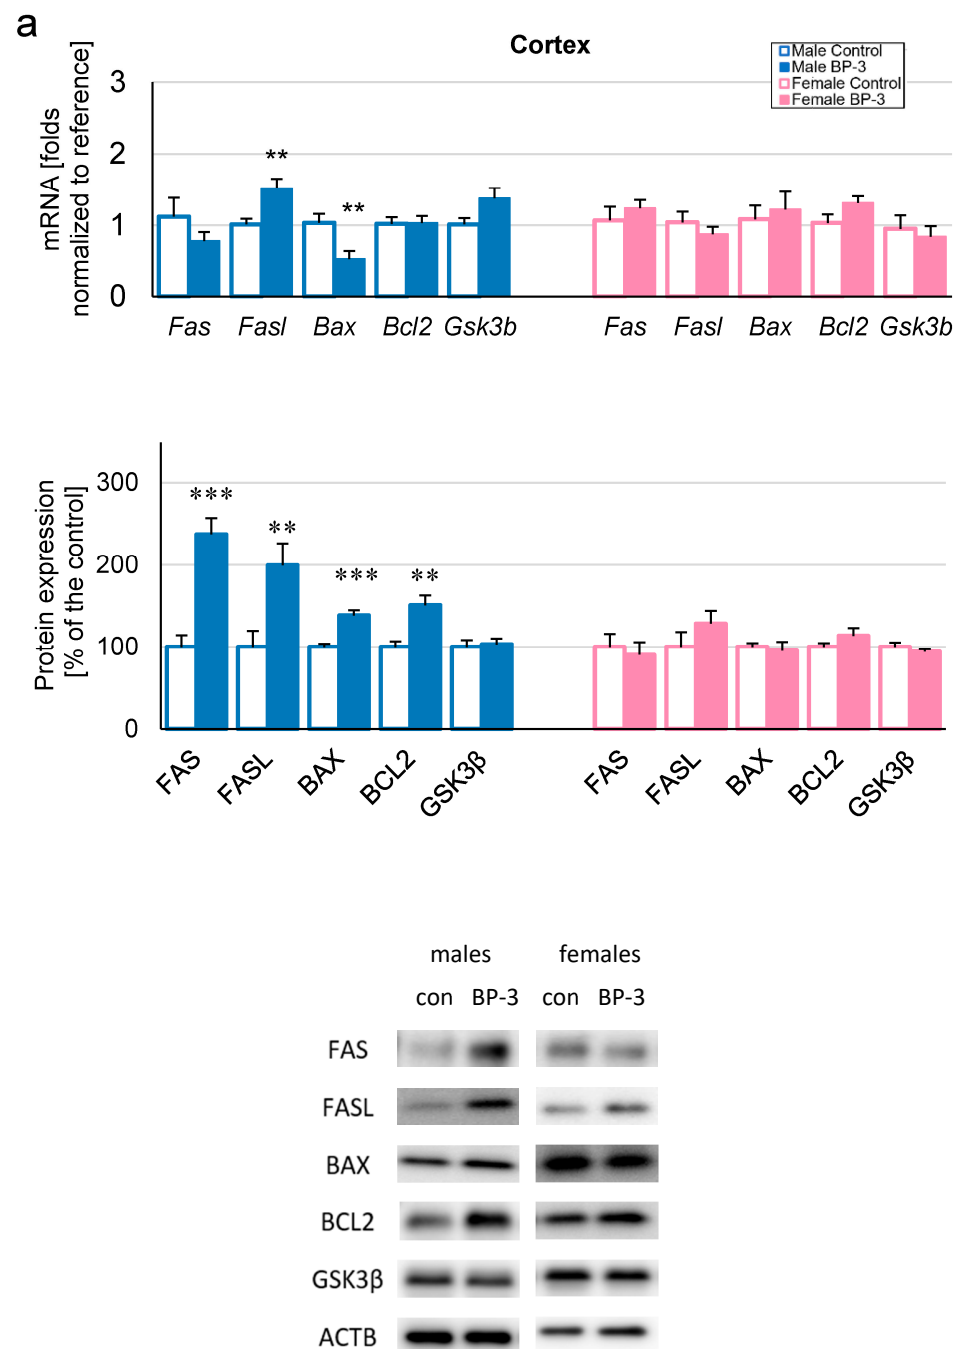 a
Cortex
Male Control
Male BP-3
Female Control
Female BP-3
mRNA [folds
normalized to reference]
3
2
1
0
**
**
Fas Fasl Bax Bcl2 Gsk3b Fas Fasl Bax Bcl2 Gsk3b
Protein expression
[% of the control]
300
200
100
0
***
**
***
**
FAS FASL BAX BCL2 GSK3β FAS FASL BAX BCL2 GSK3β
males females
con BP-3 con BP-3
FAS
FASL
BAX
BCL2
GSK3β
ACTB